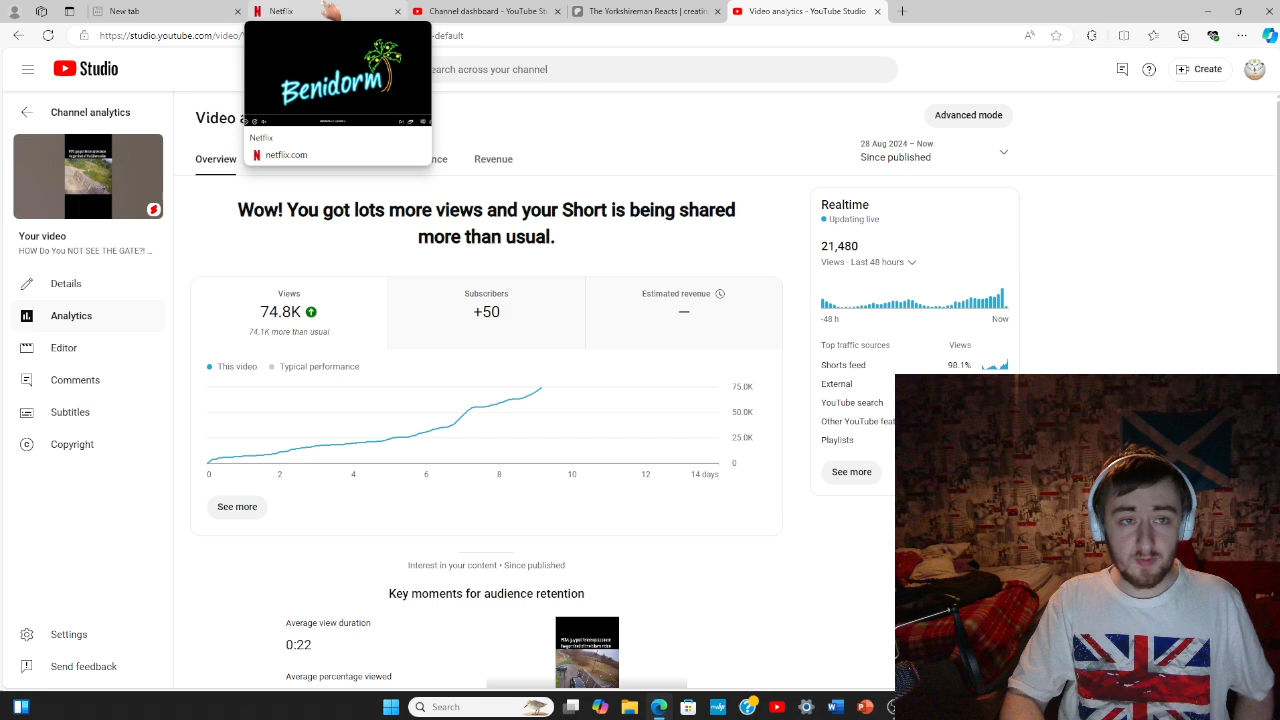 New tab
Netflix
Channel dashboard - YouTube St
The Yorkshireman Reacts | creatin
Video analytics - YouTube Studio
https://studio.youtube.com/video/
-default
Studio
earch across your channel
Create
Benidorm
Netflix
netflix.com
Channel analytics
Your video
HOW Do You NOT SEE THE GATE?! ...
Details
Analytics
Editor
Comments
Subtitles
Copyright
Settings
Send feedback
Video a
Advanced mode
Overview
nce
Revenue
28 Aug 2024 – Now
Since published
Wow! You got lots more views and your Short is being shared
more than usual.
Views
74.8K
74.1K more than usual
Subscribers
+50
Estimated revenue
—
This video
Typical performance
75.0K
50.0K
25.0K
0
0 2 4 6 8 10 12 14 days
See more
Interest in your content • Since published
Key moments for audience retention
Average view duration
0:22
Average percentage viewed
Realtime
Updating live
21,480
Views · Last 48 hours
-48 h
Now
Top traffic sources Views
Shorts feed 98.1%
External
YouTube search
Other YouTube feat
Playlists
See more
Search